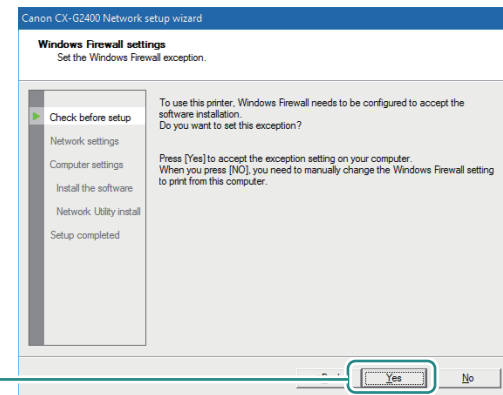 Canon CX-G2400 Network setup wizard
Windows Firewall settings
Set the Windows Firewall exception.
Check before setup
Network settings
Computer settings
Install the software
Network Utility install
Setup completed
To use this printer, Windows Firewall needs to be configured to accept the
software installation.
Do you want to set this exception?
Press [Yes] to accept the exception setting on your computer.
When you press [NO], you need to manually change the Windows Firewall setting
to print from this computer.
Yes
No